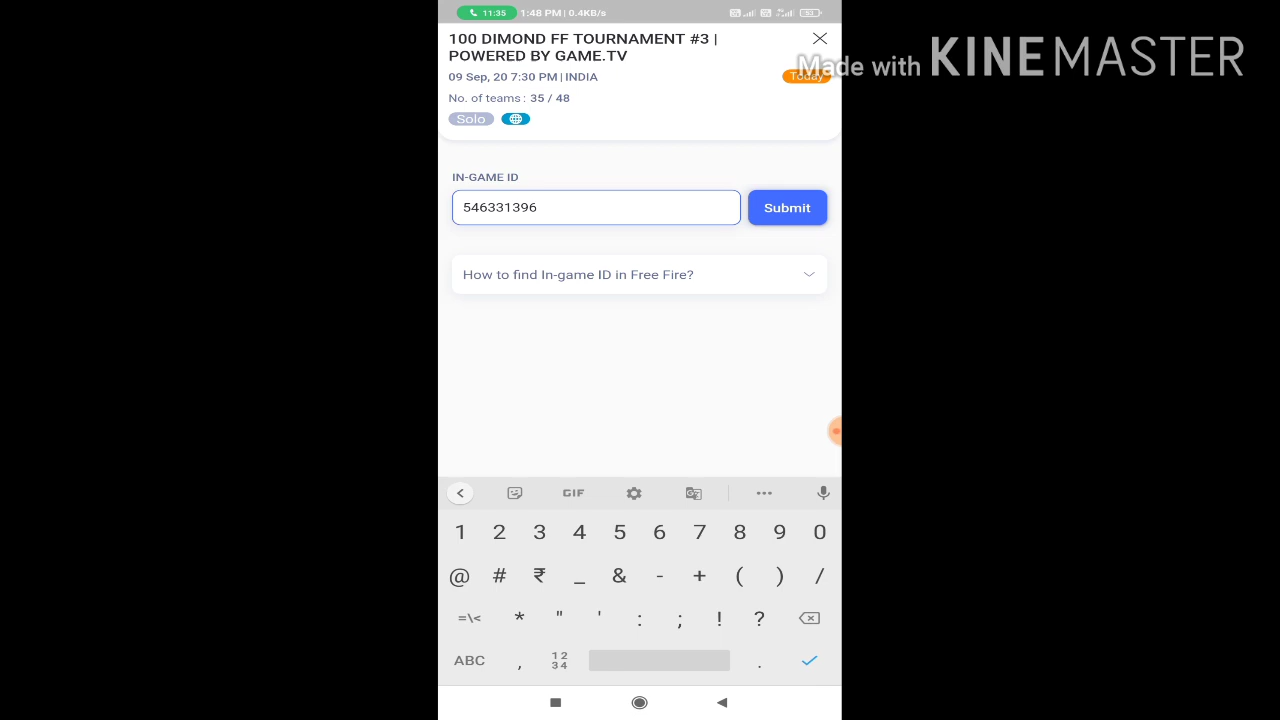 11:35 1:48 PM | 0.4KB/s 53
100 DIMOND FF TOURNAMENT #3 |
POWERED BY GAME.TV
09 Sep, 20 7:30 PM | INDIA
Today
Made with KINEMASTER
No. of teams : 35 / 48
Solo
IN-GAME ID
546331396
Submit
How to find In-game ID in Free Fire?
GIF
1 2 3 4 5 6 7 8 9 0
@ # ₹ _ & - + ( ) /
=\< * " ' : ; ! ?
ABC , 12 34 .